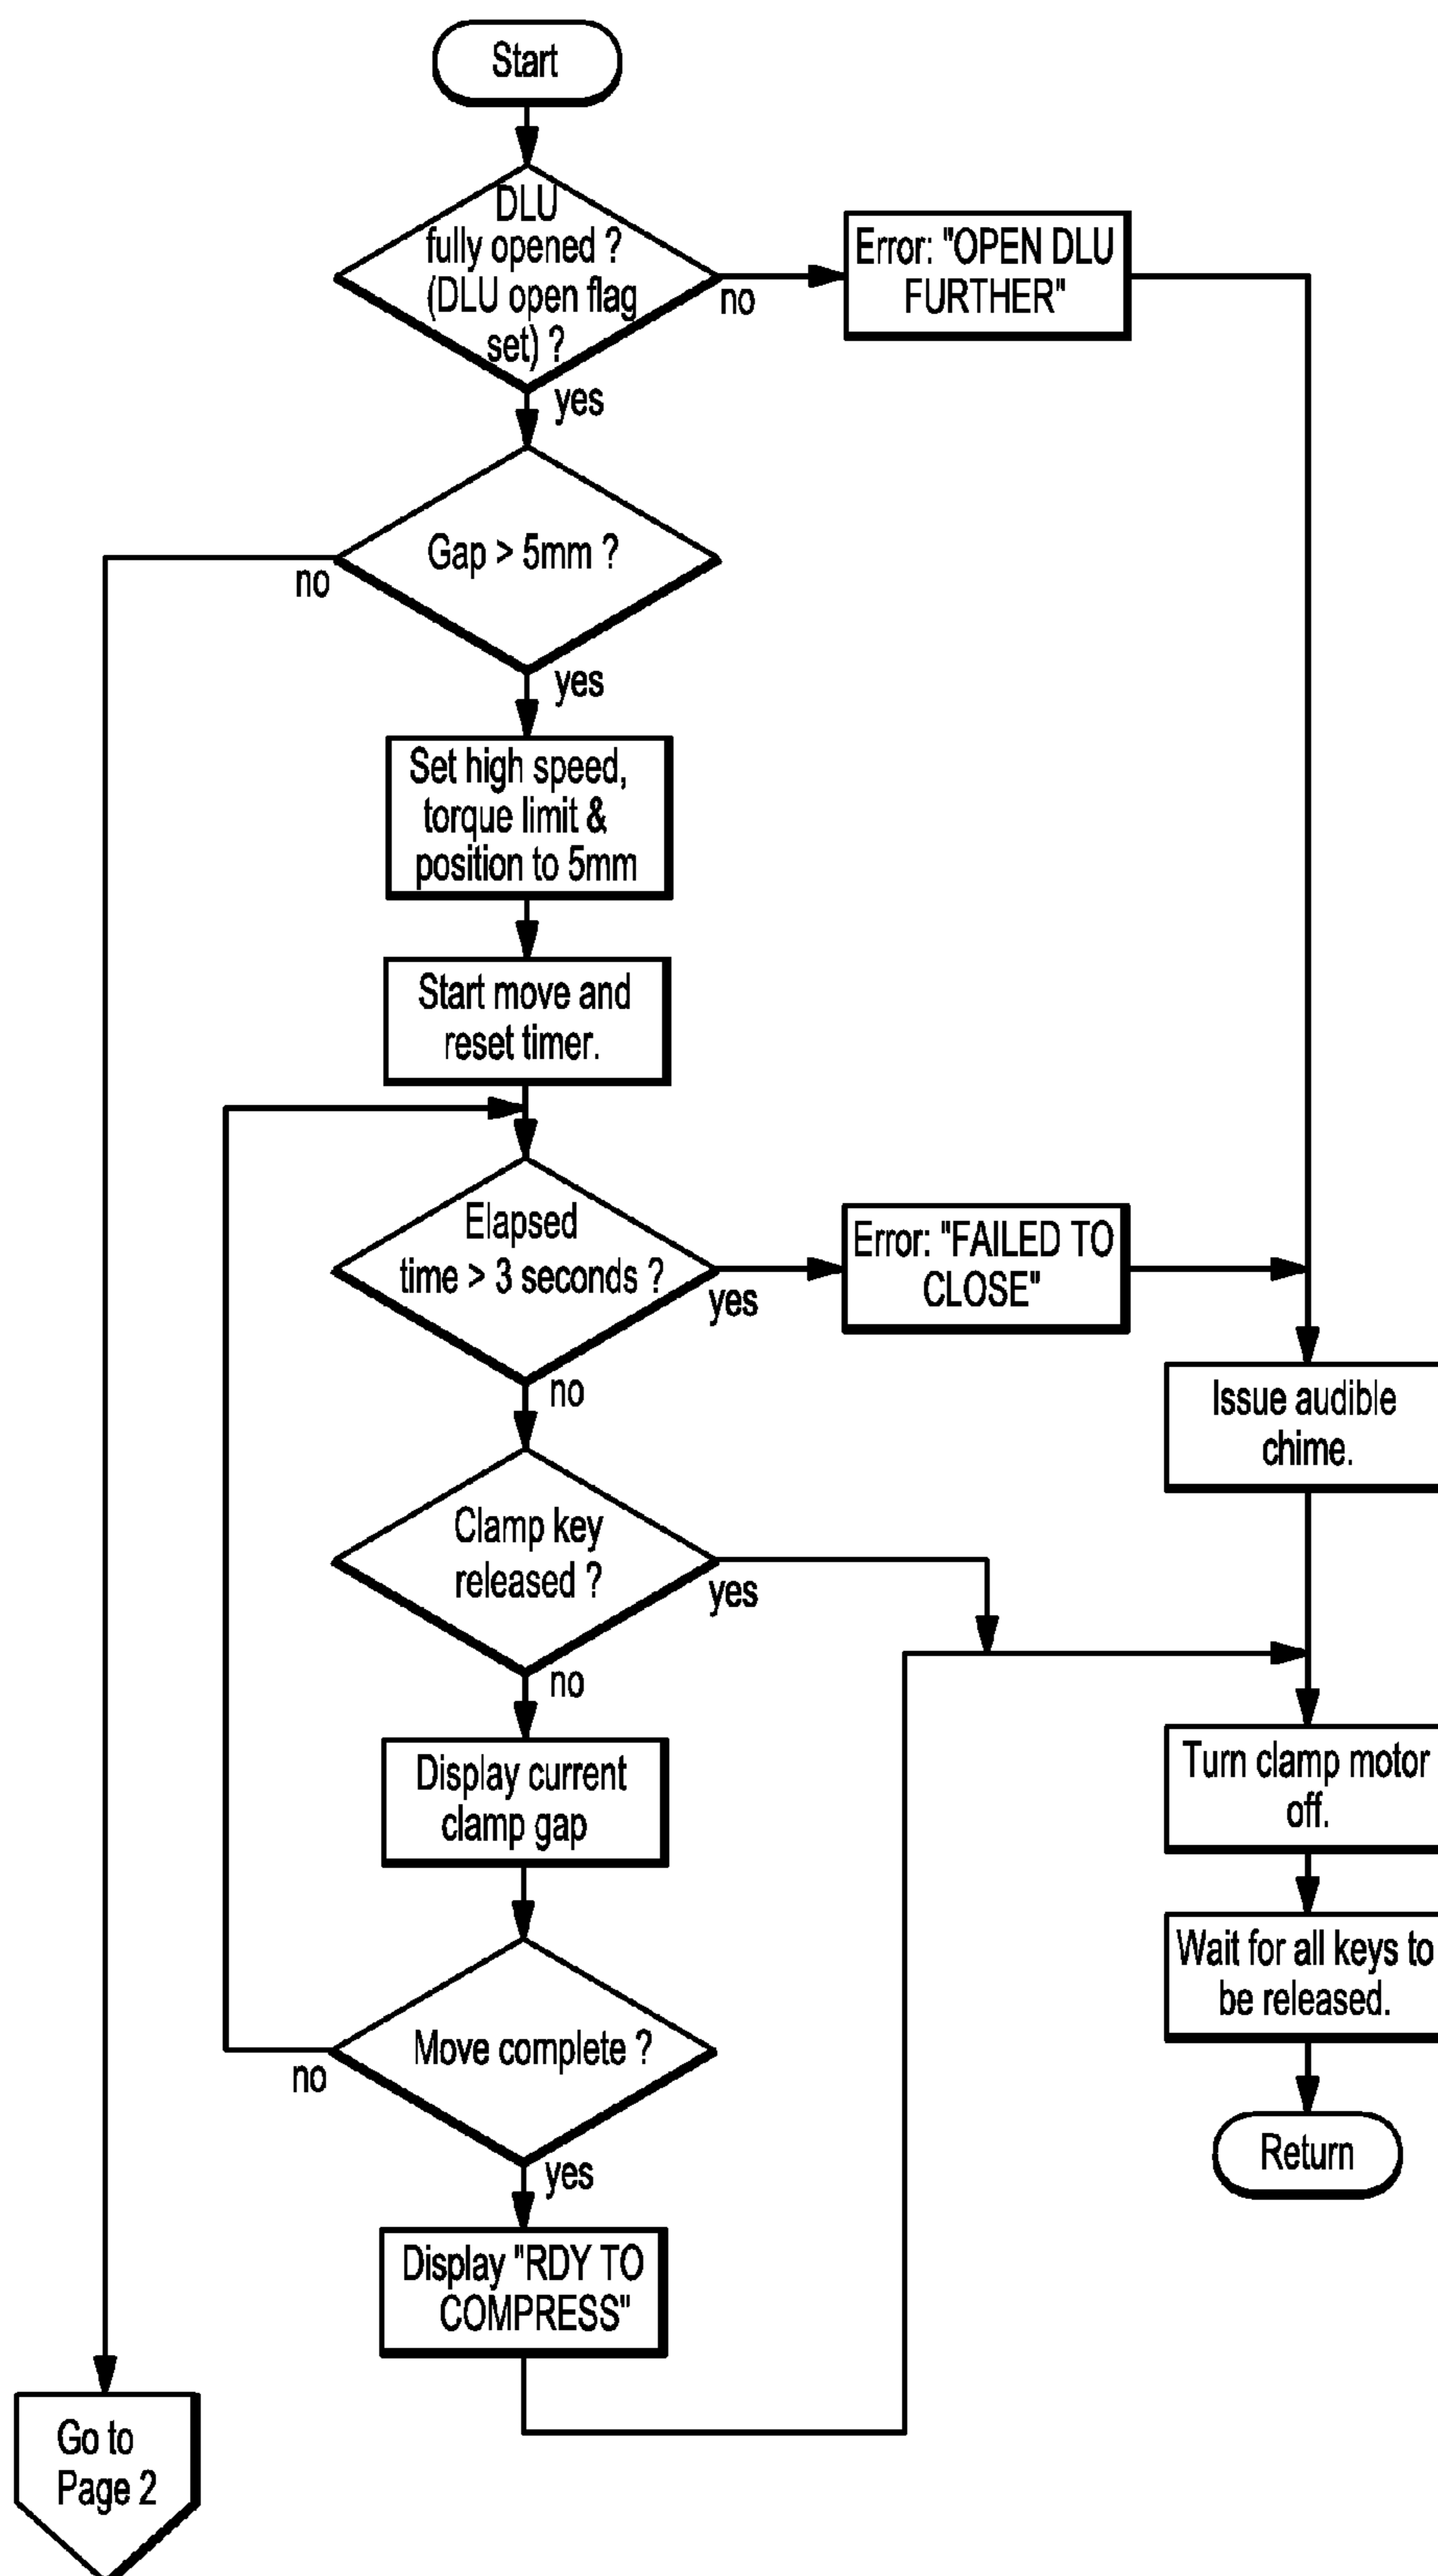 Start
DLU
fully opened ?
(DLU open flag
set) ?
no
yes
Error: "OPEN DLU
FURTHER"
Gap > 5mm ?
no
yes
Set high speed,
torque limit &
position to 5mm
Start move and
reset timer.
Elapsed
time > 3 seconds ?
yes
no
Error: "FAILED TO
CLOSE"
Issue audible
chime.
Clamp key
released ?
yes
no
Display current
clamp gap
Turn clamp motor
off.
Wait for all keys to
be released.
Move complete ?
no
yes
Return
Display "RDY TO
COMPRESS"
Go to
Page 2